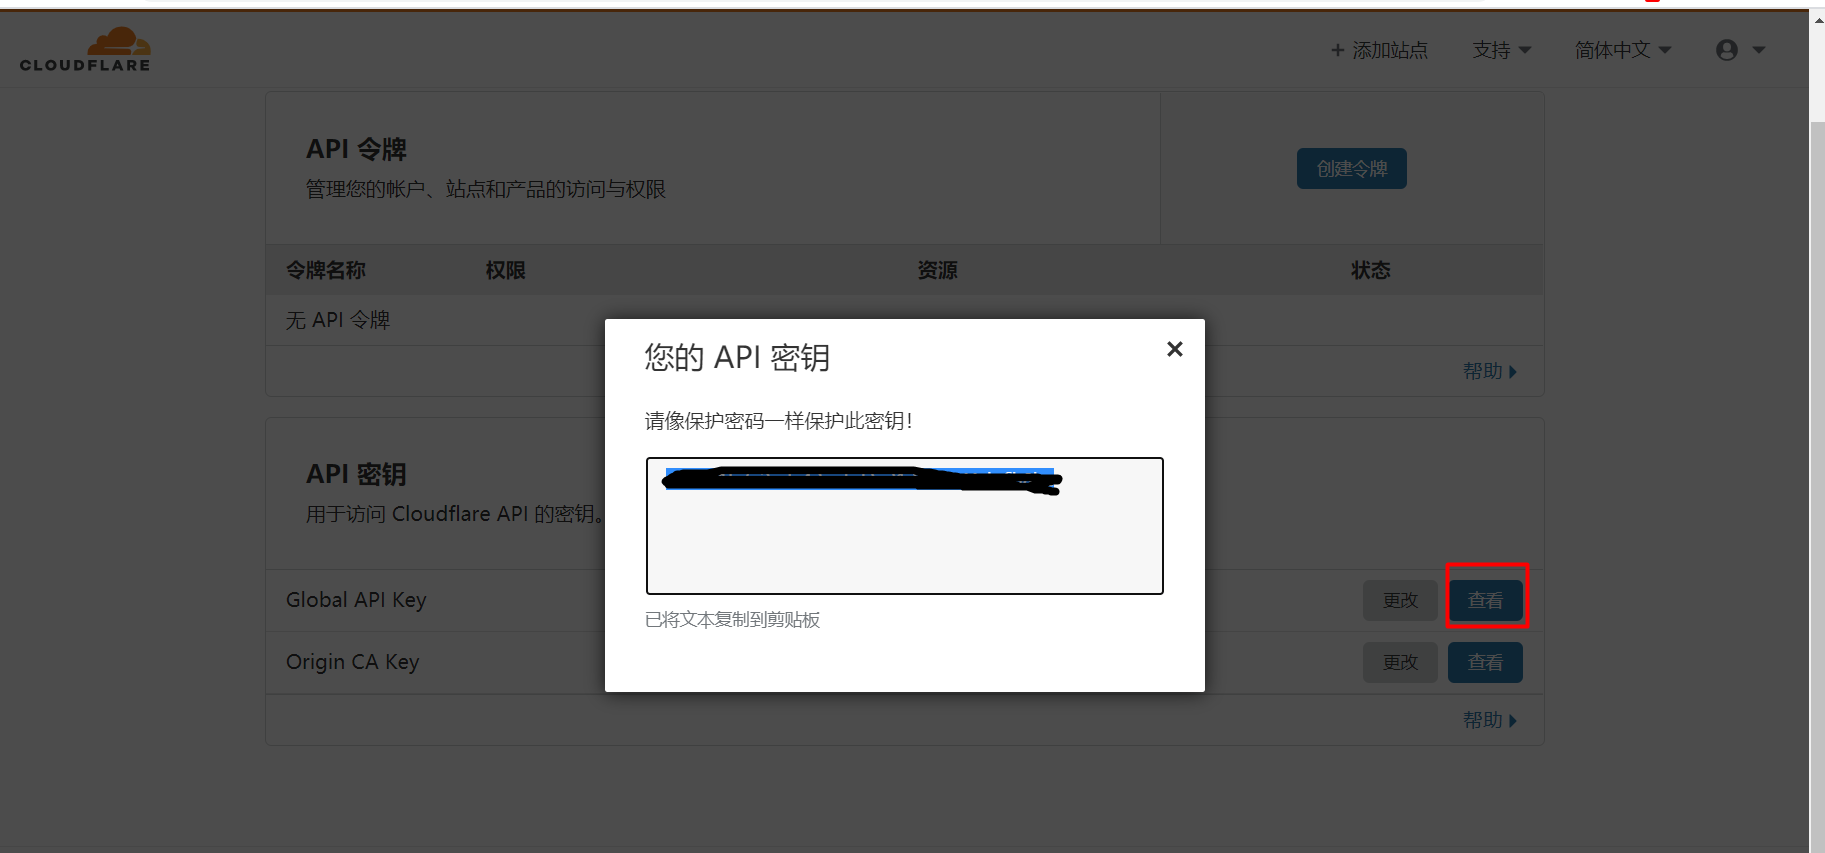 CLOUDFLARE
+ 添加站点
支持
简体中文
API 令牌
管理您的帐户、站点和产品的访问与权限
创建令牌
令牌名称 权限 资源 状态
无 API 令牌
帮助
您的 API 密钥
×
请像保护密码一样保护此密钥！
已将文本复制到剪贴板
API 密钥
用于访问 Cloudflare API 的密钥。
Global API Key 更改 查看
Origin CA Key 更改 查看
帮助